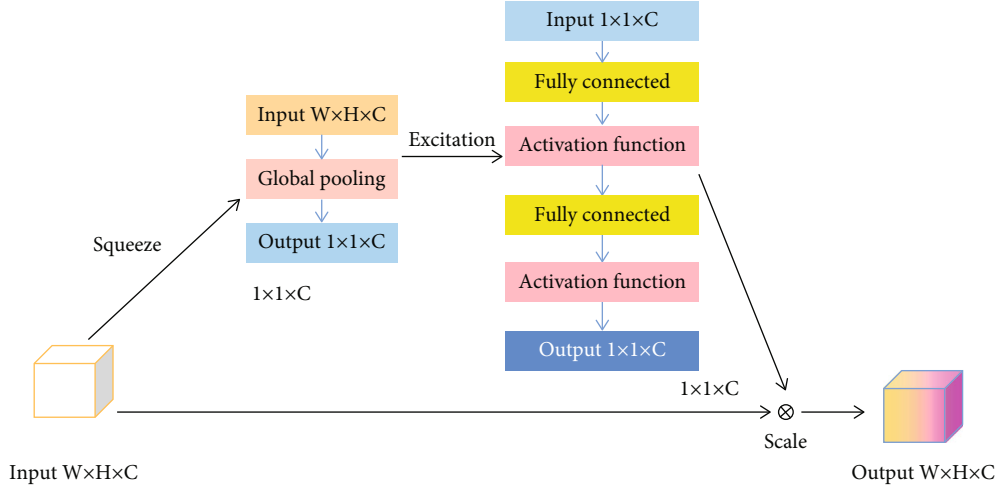 Input 1×1×C
Fully connected
Input W×H×C
Excitation
Activation function
Global pooling
Fully connected
Squeeze
Output 1×1×C
Activation function
1×1×C
Output 1×1×C
1×1×C
Scale
Input W×H×C
Output W×H×C